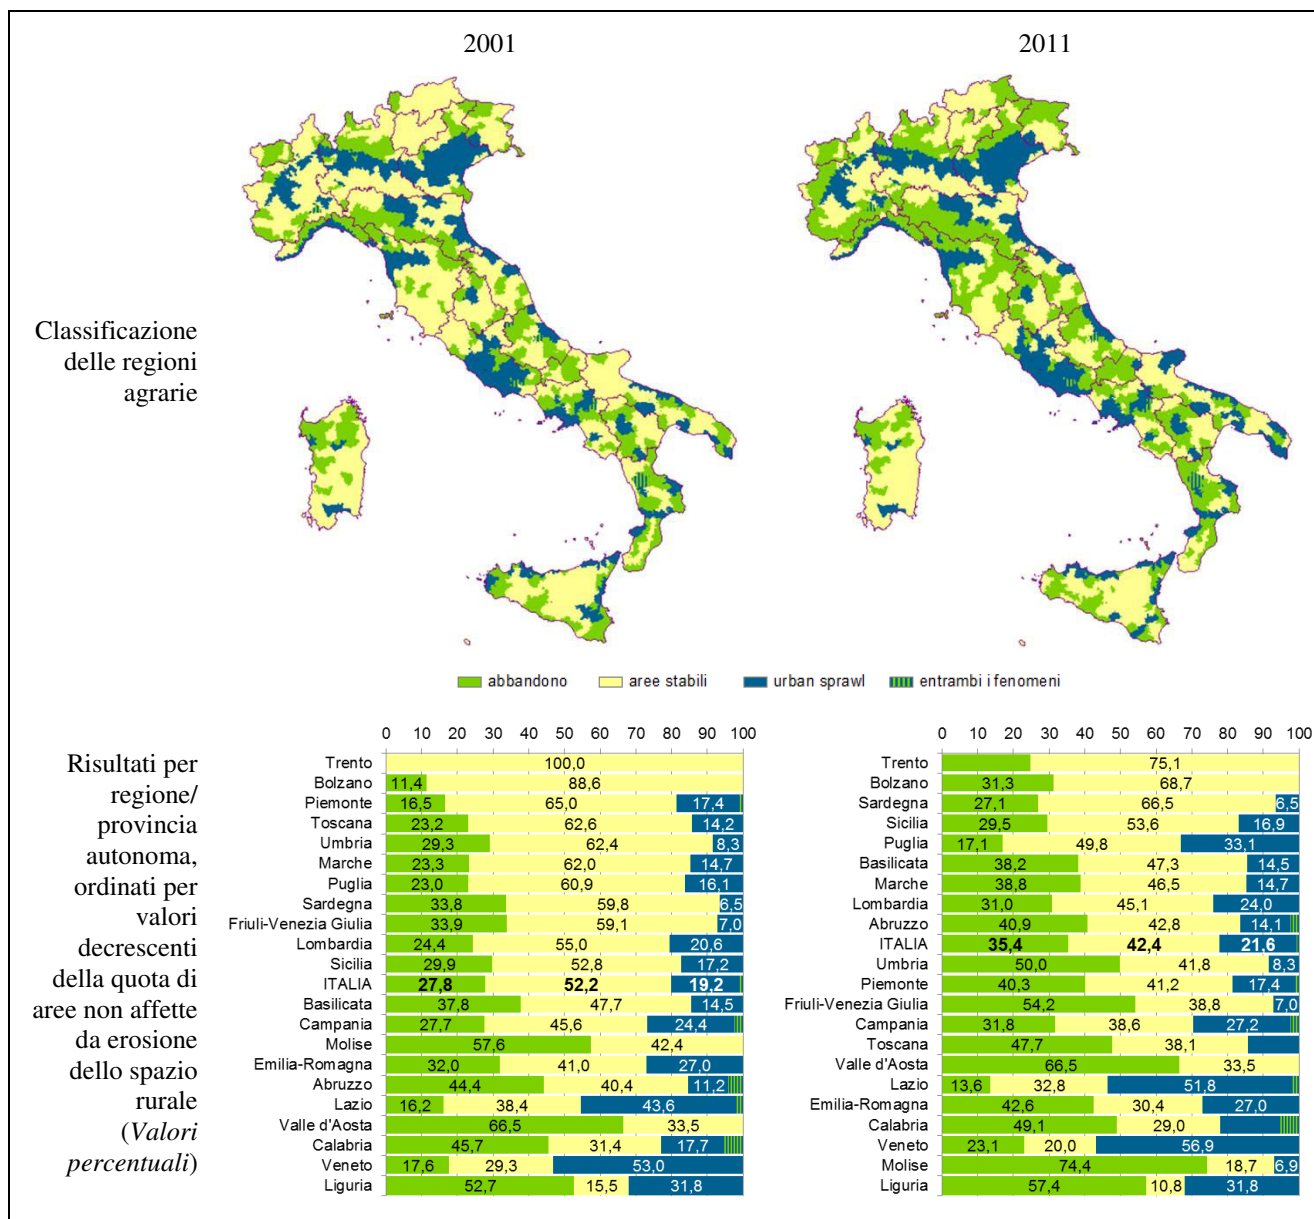 2001
2011
Classificazione
delle regioni
agrarie
abbandono aree stabili urban sprawl entrambi i fenomeni
Risultati per
regione/
provincia
autonoma,
ordinati per
valori
decrescenti
della quota di
aree non affette
da erosione
dello spazio
rurale
(Valori
percentuali)
0 10 20 30 40 50 60 70 80 90 100
Trento 100,0
Bolzano 11,4 88,6
Piemonte 16,5 65,0 17,4
Toscana 23,2 62,6 14,2
Umbria 29,3 62,4 8,3
Marche 23,3 62,0 14,7
Puglia 23,0 60,9 16,1
Sardegna 33,8 59,8 6,5
Friuli-Venezia Giulia 33,9 59,1 7,0
Lombardia 24,4 55,0 20,6
Sicilia 29,9 52,8 17,2
ITALIA 27,8 52,2 19,2
Basilicata 37,8 47,7 14,5
Campania 27,7 45,6 24,4
Molise 57,6 42,4
Emilia-Romagna 32,0 41,0 27,0
Abruzzo 44,4 40,4 11,2
Lazio 16,2 38,4 43,6
Valle d'Aosta 66,5 33,5
Calabria 45,7 31,4 17,7
Veneto 17,6 29,3 53,0
Liguria 52,7 15,5 31,8
0 10 20 30 40 50 60 70 80 90 100
Trento 75,1
Bolzano 31,3 68,7
Sardegna 27,1 66,5 6,5
Sicilia 29,5 53,6 16,9
Puglia 17,1 49,8 33,1
Basilicata 38,2 47,3 14,5
Marche 38,8 46,5 14,7
Lombardia 31,0 45,1 24,0
Abruzzo 40,9 42,8 14,1
ITALIA 35,4 42,4 21,6
Umbria 50,0 41,8 8,3
Piemonte 40,3 41,2 17,4
Friuli-Venezia Giulia 54,2 38,8 7,0
Campania 31,8 38,6 27,2
Toscana 47,7 38,1
Valle d'Aosta 66,5 33,5
Lazio 13,6 32,8 51,8
Emilia-Romagna 42,6 30,4 27,0
Calabria 49,1 29,0
Veneto 23,1 20,0 56,9
Molise 74,4 18,7 6,9
Liguria 57,4 10,8 31,8